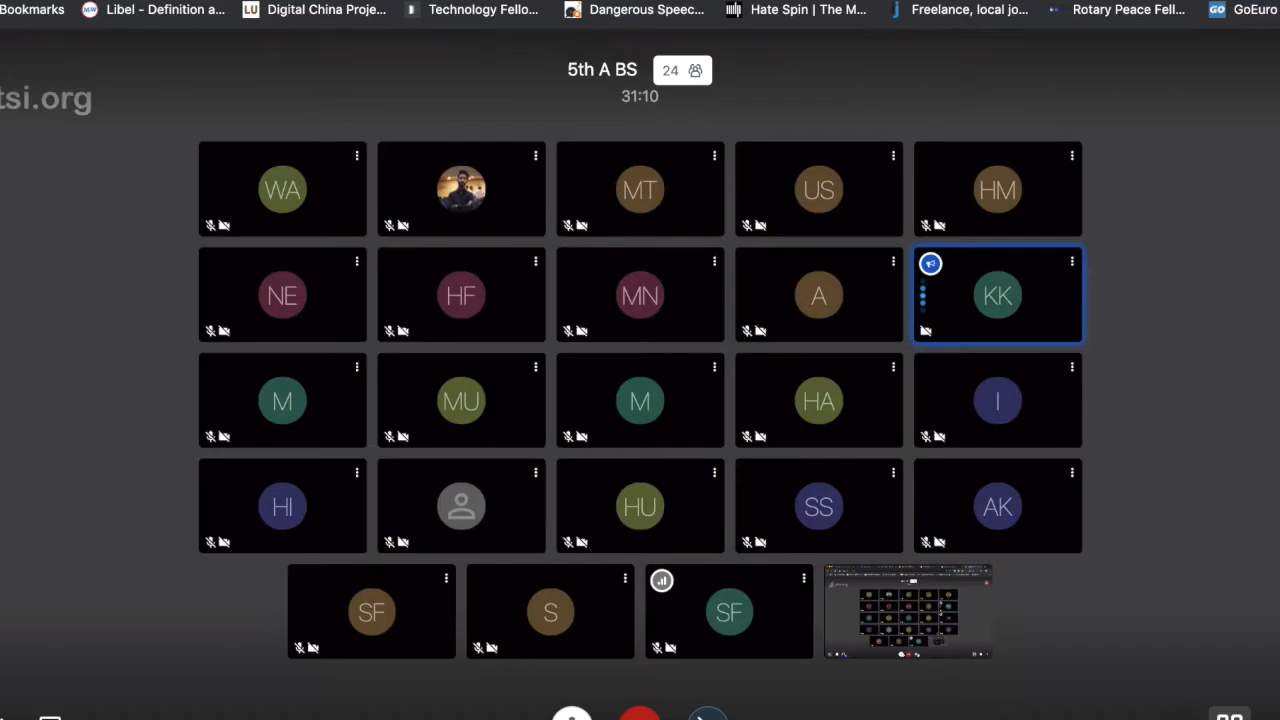 Bookmarks Libel - Definition a... Digital China Proje... Technology Fello... Dangerous Speec... Hate Spin | The M... Freelance, local jo... Rotary Peace Fell... GoEuro
MW LU GO
5th A BS 24
tsi.org
31:10
WA MT US HM
NE HF MN A KK
M MU M HA I
HI HU SS AK
SF S SF